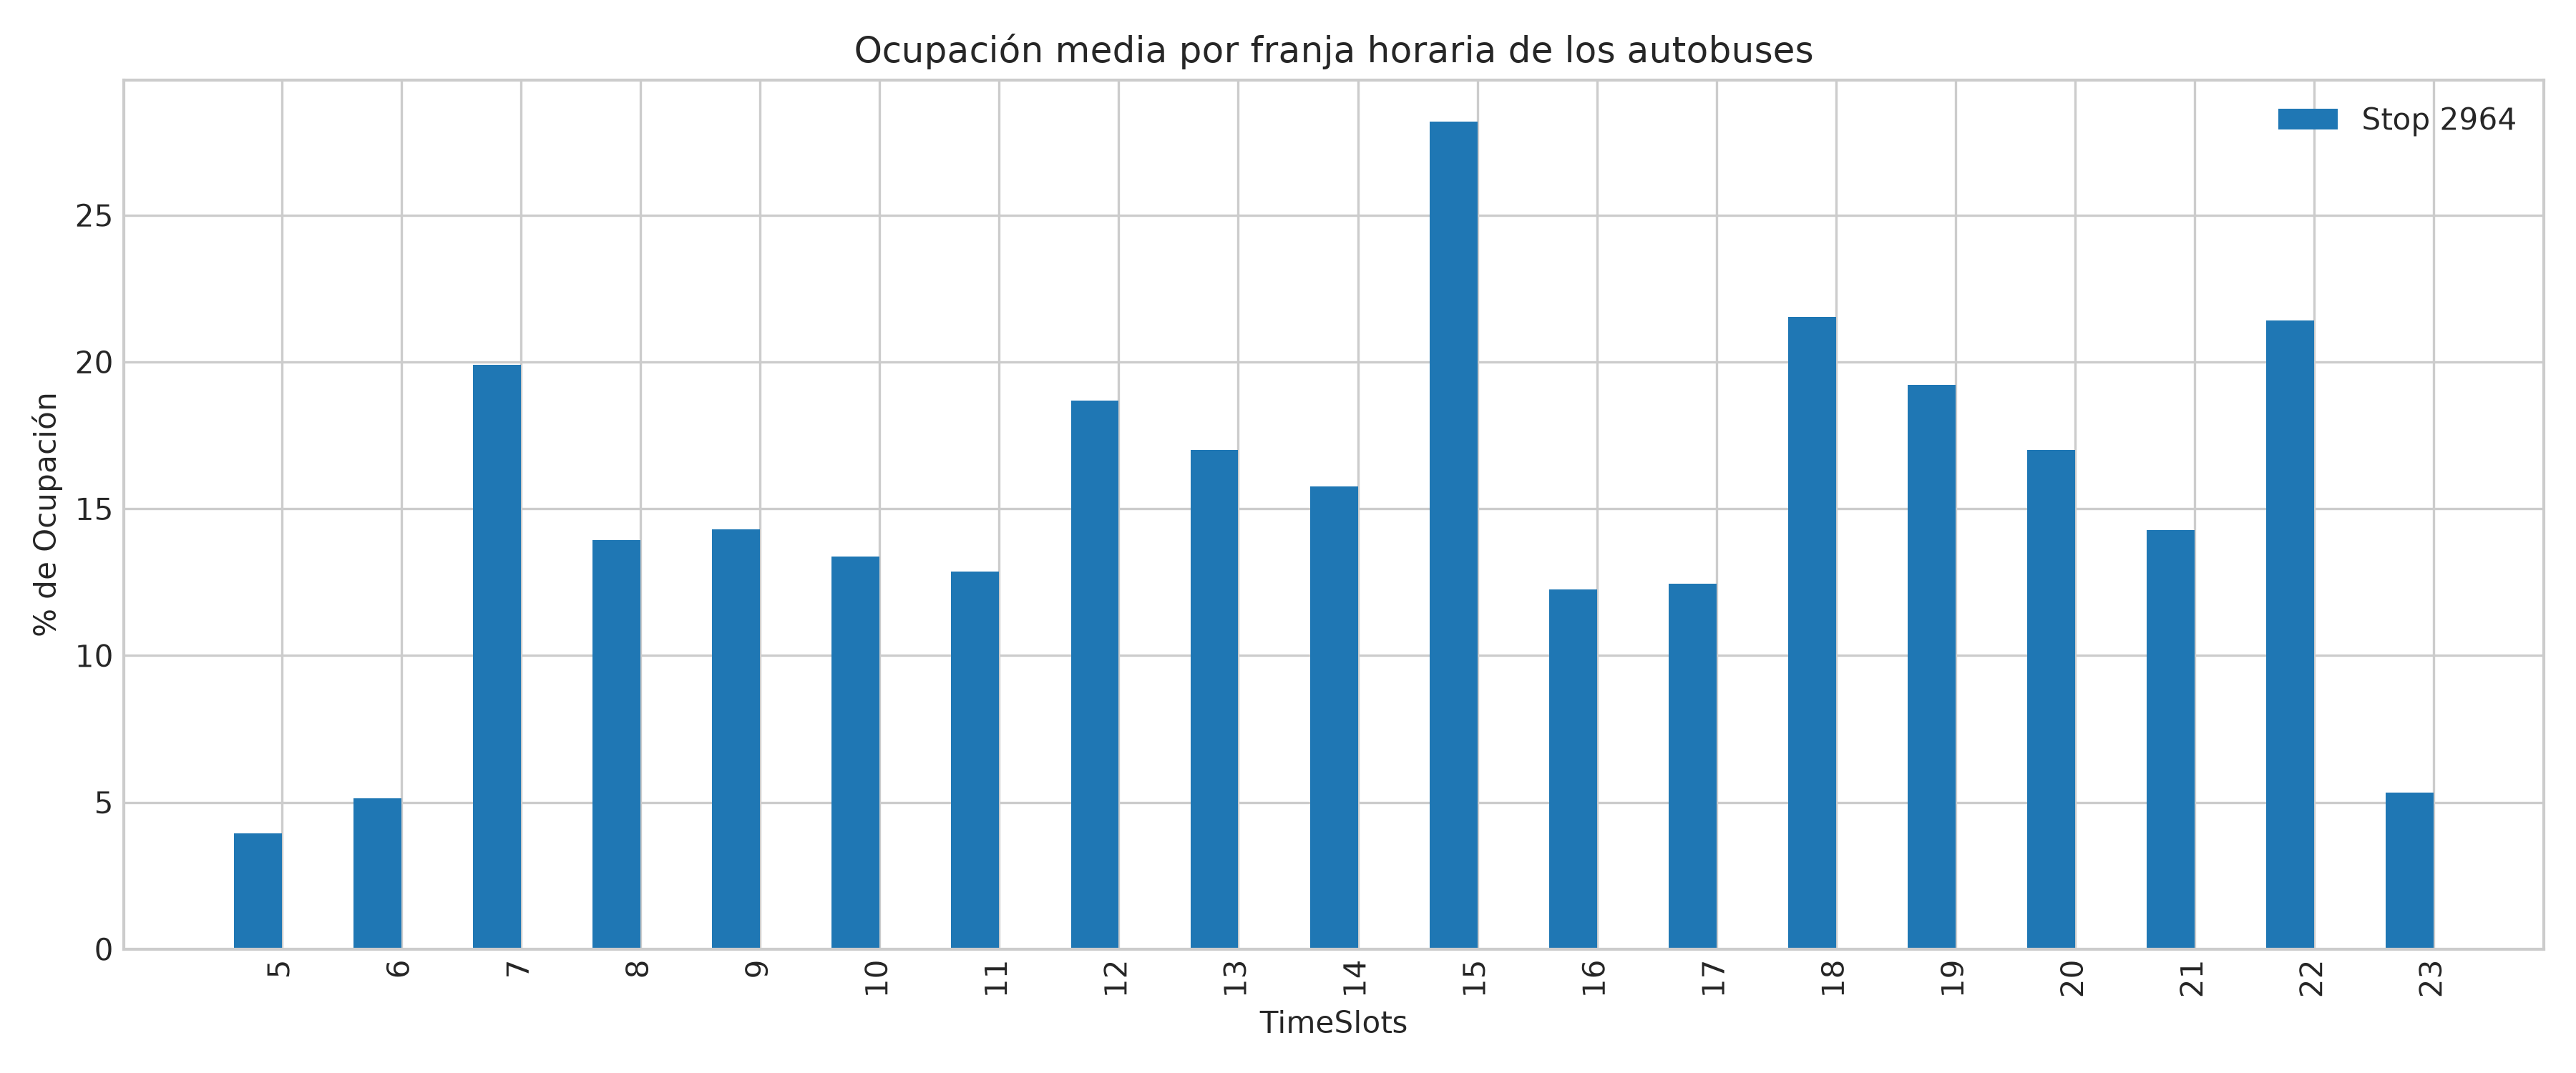 Ocupación media por franja horaria de los autobuses
Stop 2964
% de Ocupación
25
20
15
10
5
0
5 6 7 8 9 10 11 12 13 14 15 16 17 18 19 20 21 22 23
TimeSlots